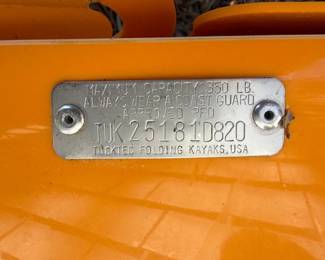 MAXIMUM CAPACITY 350 LB.
ALWAYS WEAR A COAST GUARD
APPROVED PFD
TUK25181D820
TUCKTEC FOLDING KAYAKS, USA